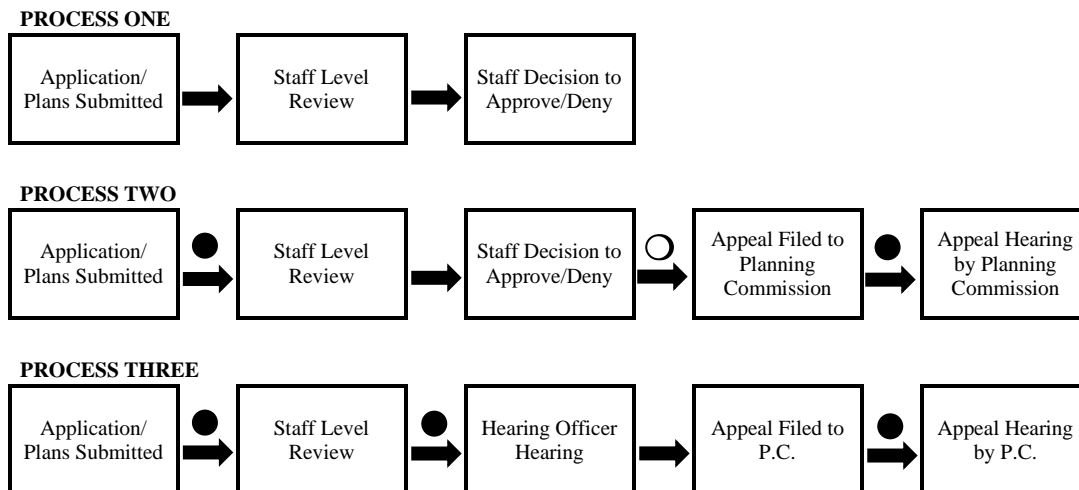 PROCESS ONE
Application/
Plans Submitted
Staff Level
Review
Staff Decision to
Approve/Deny
PROCESS TWO
Application/
Plans Submitted
Staff Level
Review
Staff Decision to
Approve/Deny
Appeal Filed to
Planning
Commission
Appeal Hearing
by Planning
Commission
PROCESS THREE
Application/
Plans Submitted
Staff Level
Review
Hearing Officer
Hearing
Appeal Filed to
P.C.
Appeal Hearing
by P.C.